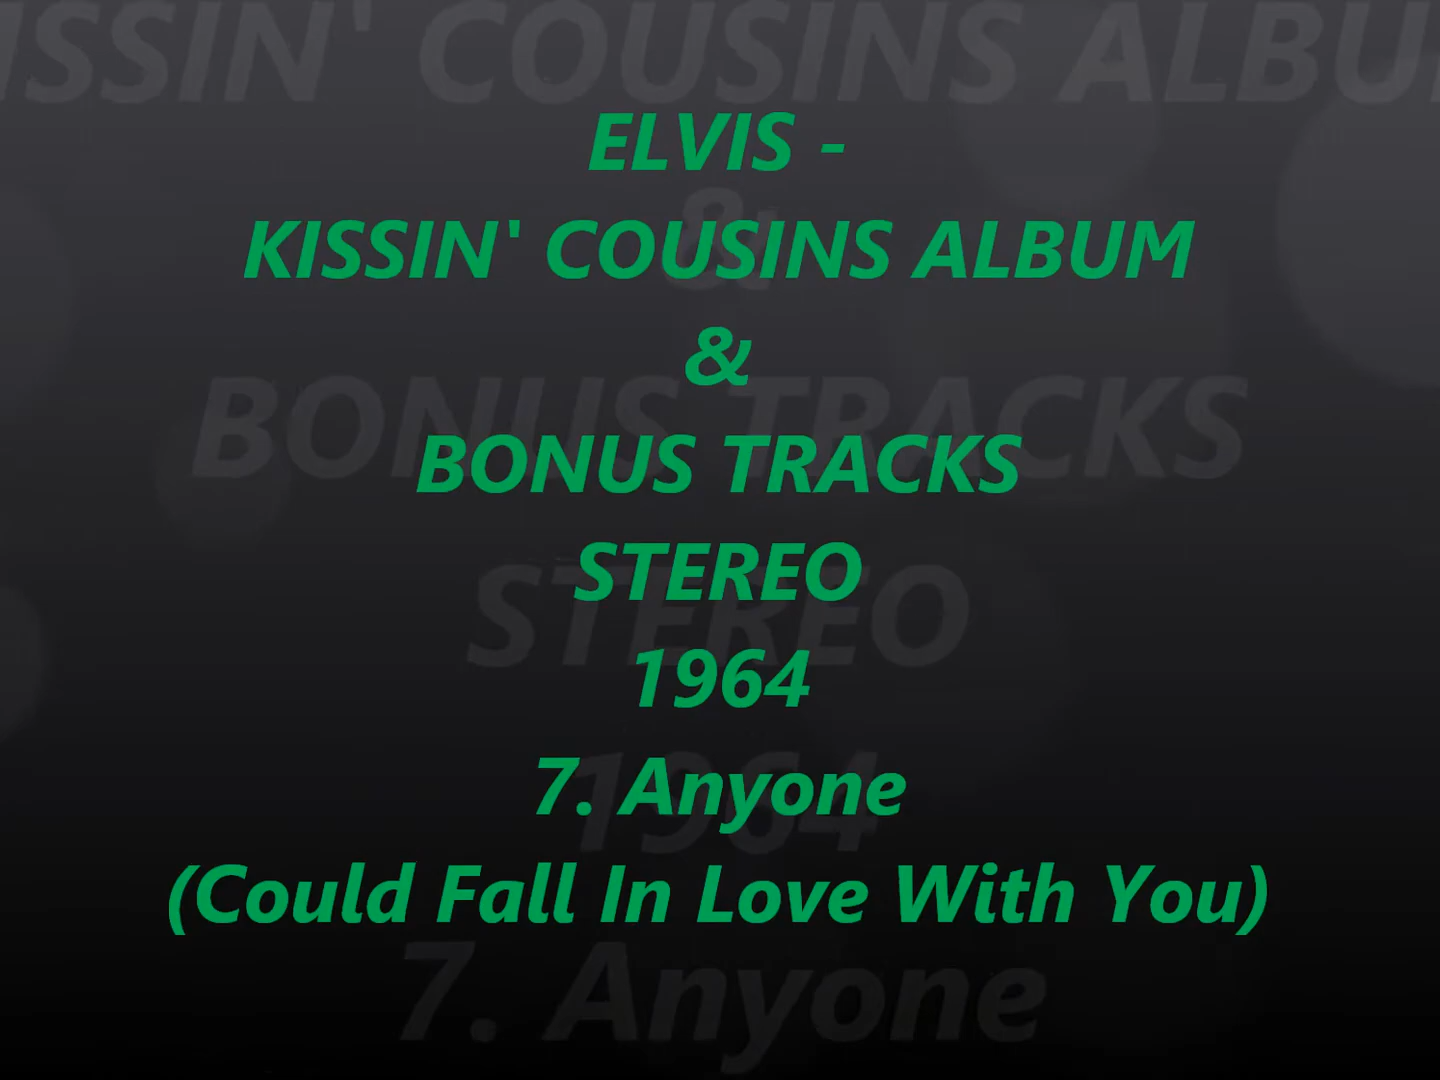 ELVIS -
KISSIN' COUSINS ALBUM
&
BONUS TRACKS
STEREO
1964
7. Anyone
(Could Fall In Love With You)